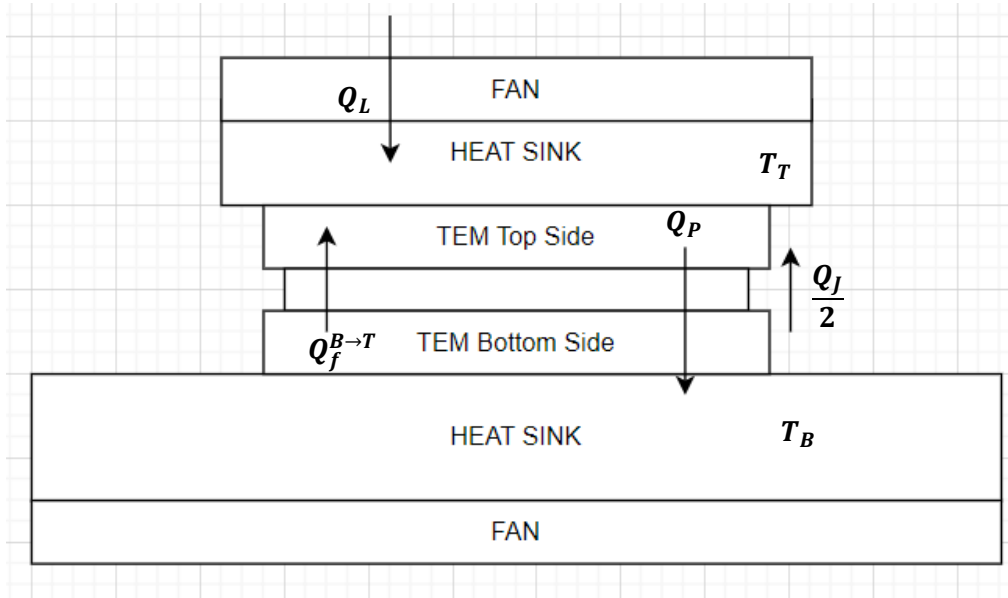 FAN
Q_L
HEAT SINK
T_T
TEM Top Side
Q_P
Q_J
2
Q_f^{B→T}
TEM Bottom Side
HEAT SINK
T_B
FAN